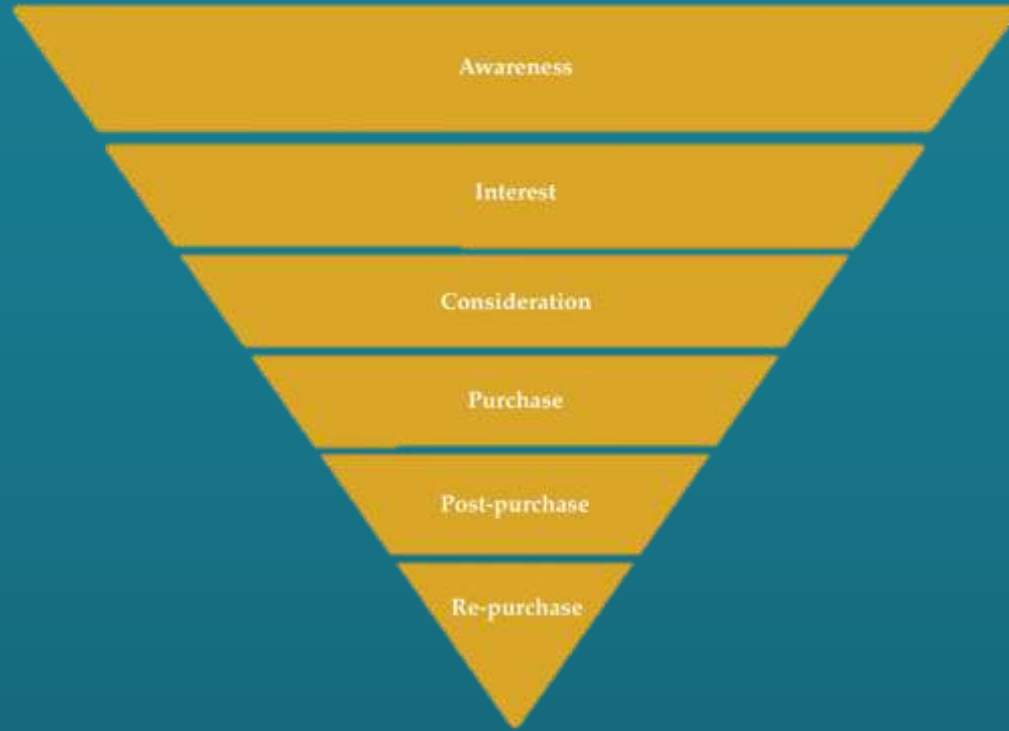 Awareness
Interest
Consideration
Purchase
Post-purchase
Re-purchase